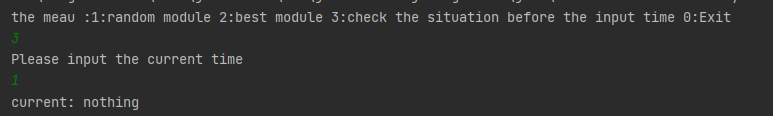 the meau :1:random module 2:best module 3:check the situation before the input time 0:Exit
3
Please input the current time
1
current: nothing